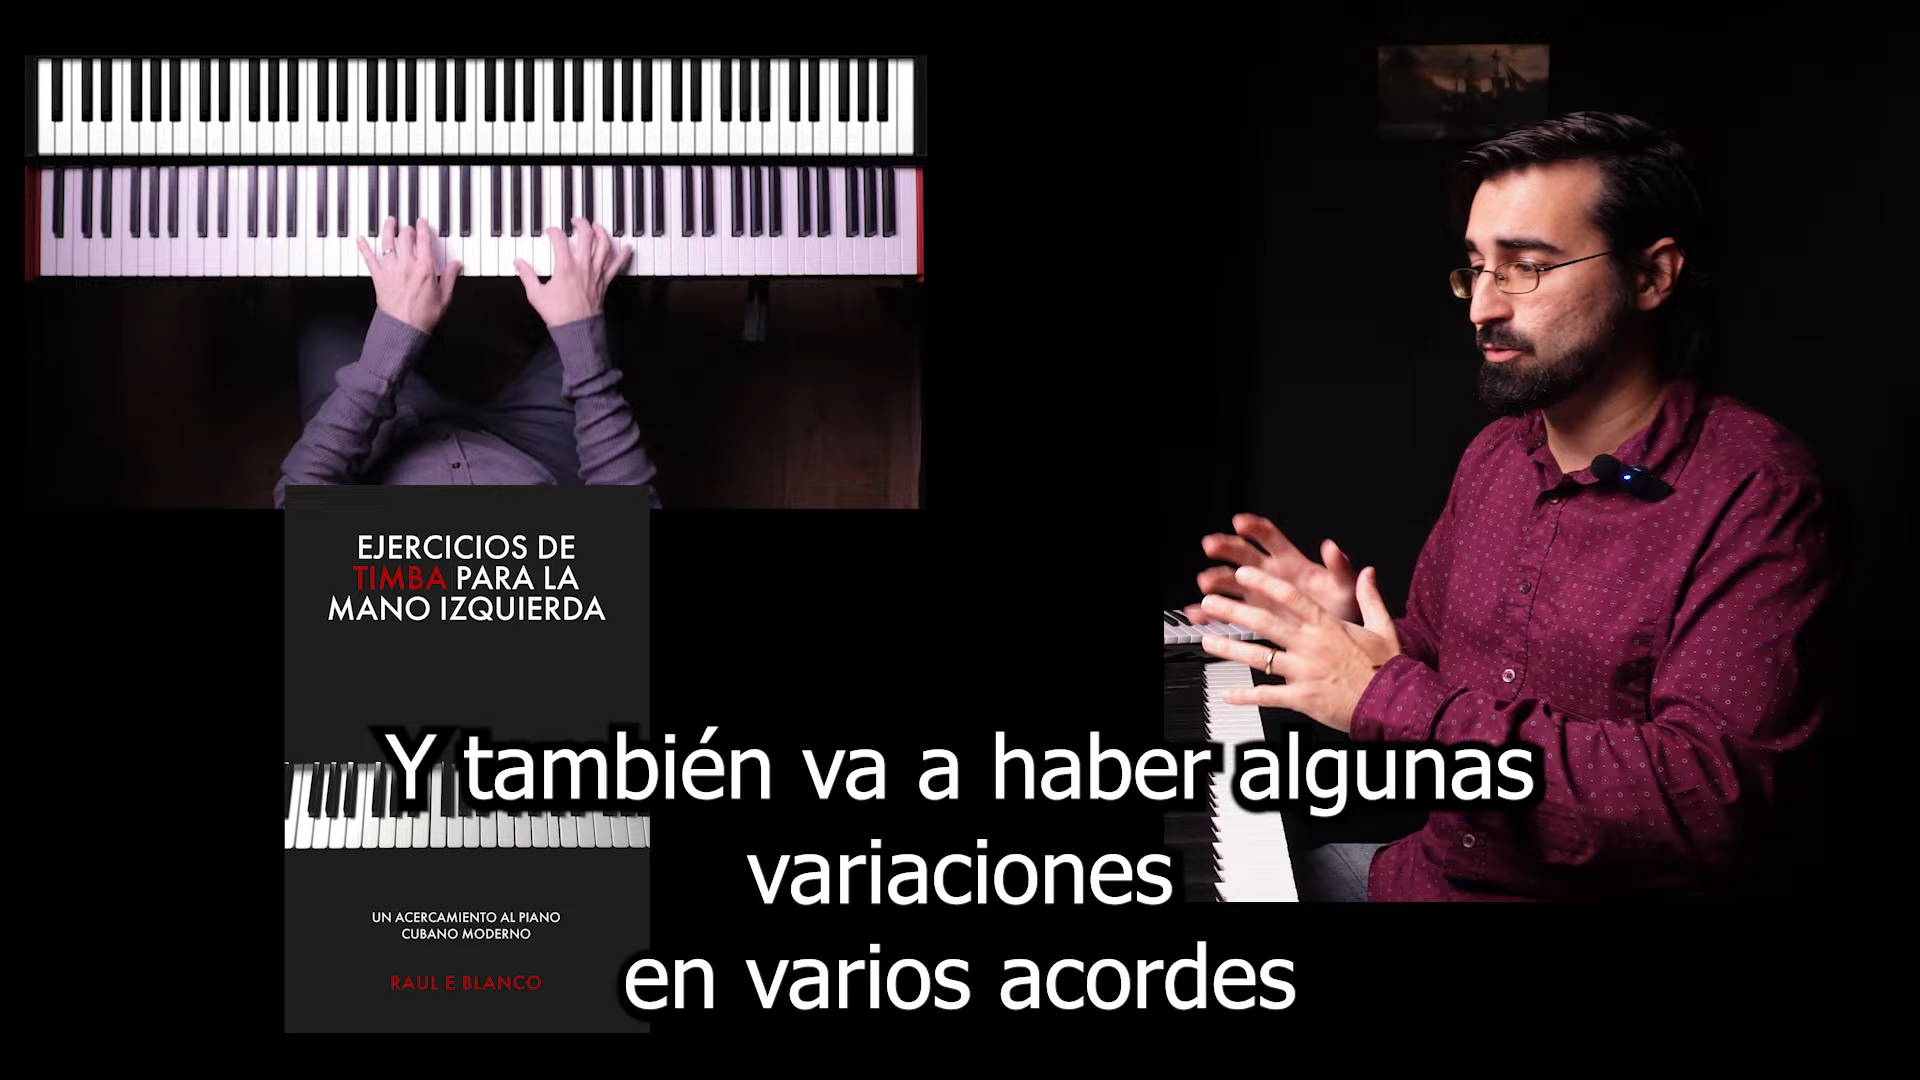 EJERCICIOS DE
TIMBA PARA LA
MANO IZQUIERDA
UN ACERCAMIENTO AL PIANO
CUBANO MODERNO
RAUL E BLANCO
Y también va a haber algunas
variaciones
en varios acordes